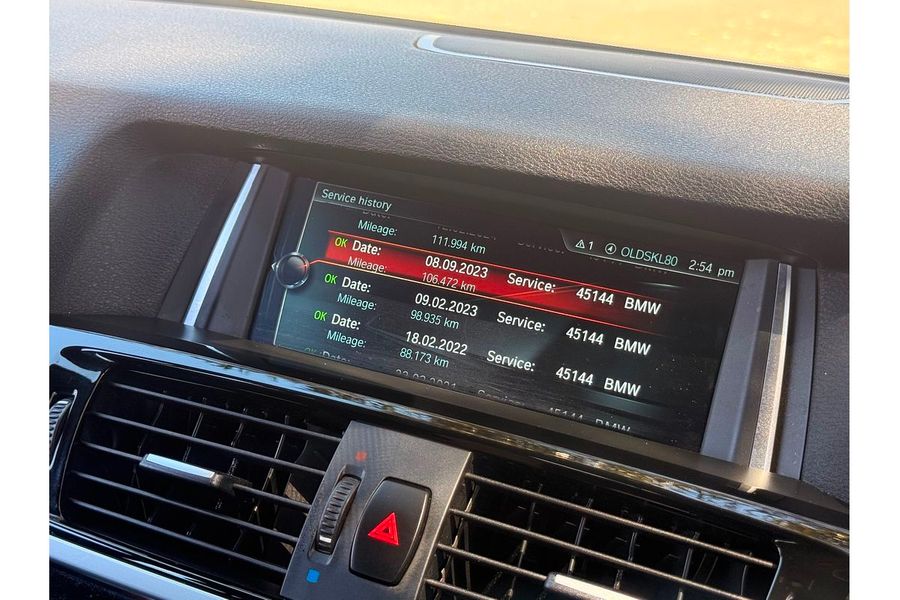 Service history
⚠1 OLDSKL80 2:54 pm
Mileage: 111.994 km
OK Date: 08.09.2023 Service: 45144 BMW
Mileage: 106.472 km
OK Date: 09.02.2023 Service: 45144 BMW
Mileage: 98.935 km
OK Date: 18.02.2022 Service: 45144 BMW
Mileage: 88.173 km